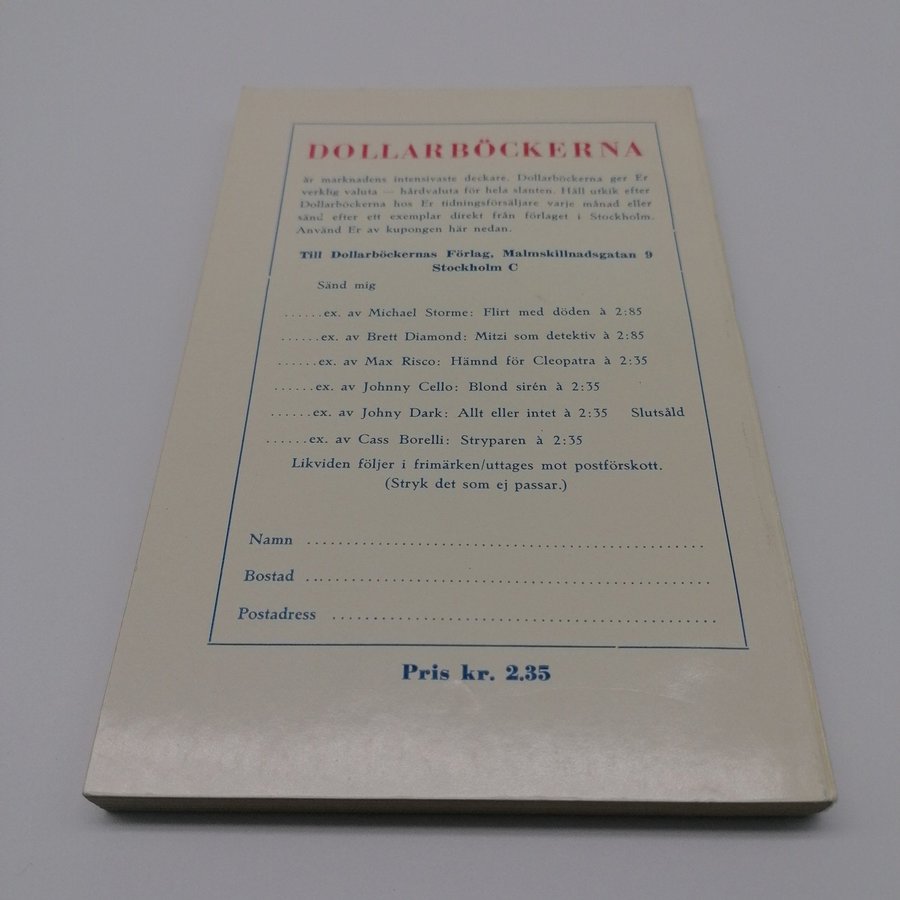 DOLLARBÖCKERNA
är marknadens intensivaste deckare. Dollarböckerna ger Er
verklig valuta — hårdvaluta för hela slanten. Håll utkik efter
Dollarböckerna hos Er tidningsförsäljare varje månad eller
sänd efter ett exemplar direkt från förlaget i Stockholm.
Använd Er av kupongen här nedan.
Till Dollarböckernas Förlag, Malmskillnadsgatan 9
Stockholm C
Sänd mig
......ex. av Michael Storme: Flirt med döden à 2:85
......ex. av Brett Diamond: Mitzi som detektiv à 2:85
......ex. av Max Risco: Hämnd för Cleopatra à 2:35
......ex. av Johnny Cello: Blond sirén à 2:35
......ex. av Johny Dark: Allt eller intet à 2:35 Slutsåld
......ex. av Cass Borelli: Stryparen à 2:35
Likviden följer i frimärken/uttages mot postförskott.
(Stryk det som ej passar.)
Namn ..................................................
Bostad ..................................................
Postadress ..................................................
Pris kr. 2.35